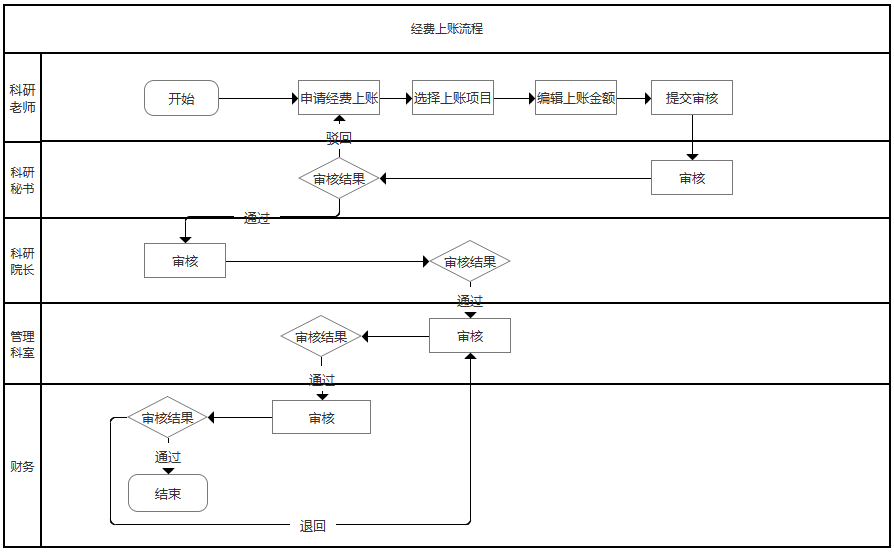 经费上账流程
科研
老师
开始
申请经费上账
选择上账项目
编辑上账金额
提交审核
驳回
科研
秘书
审核结果
审核
通过
科研
院长
审核
审核结果
通过
管理
科室
审核结果
审核
通过
财务
审核结果
审核
通过
结束
退回